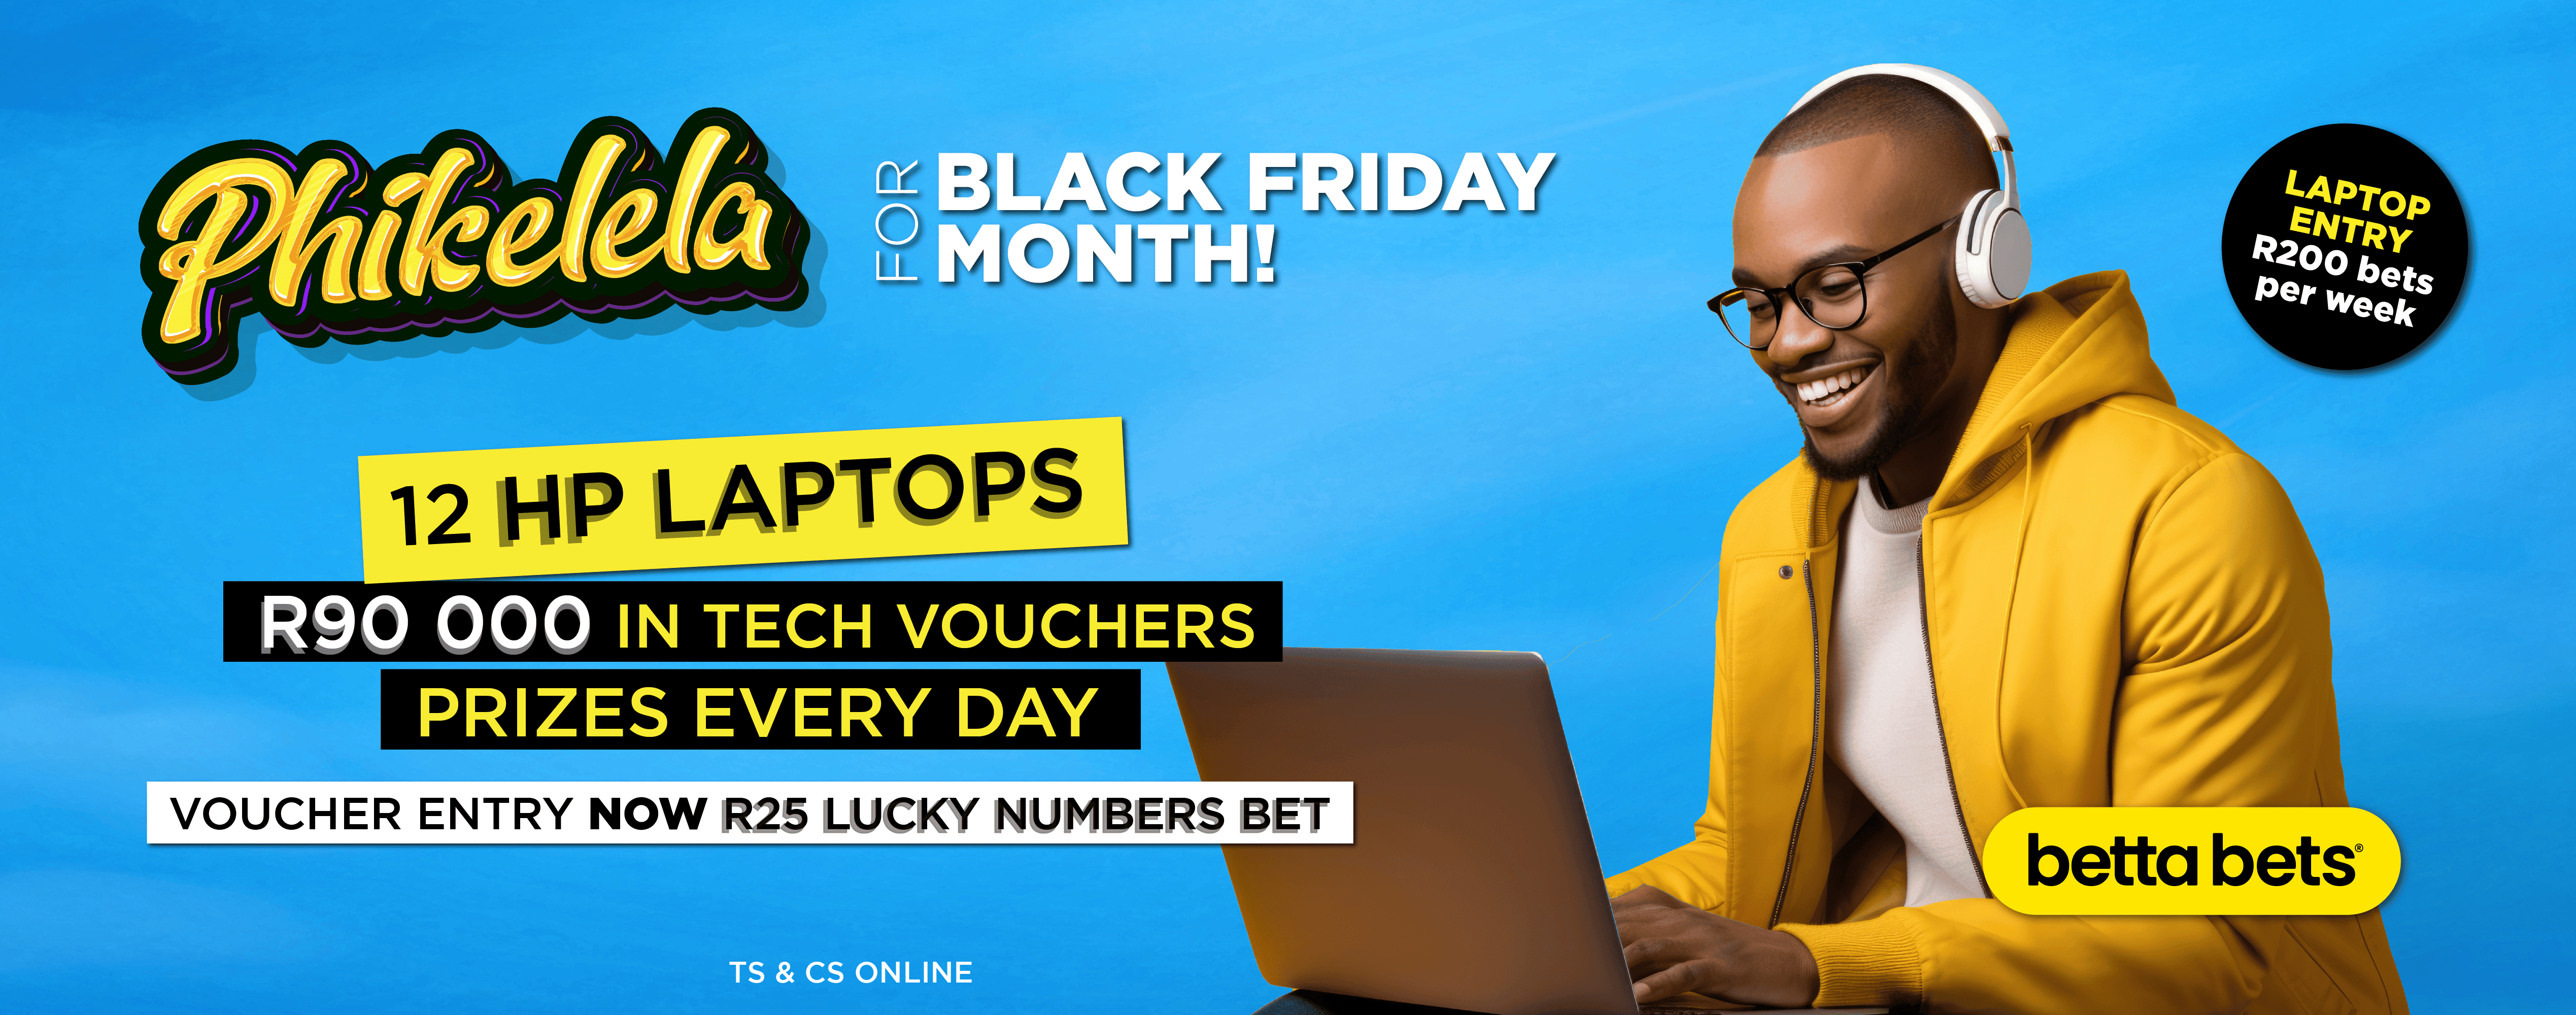 Phikelela
FOR
BLACK FRIDAY
MONTH!
LAPTOP
ENTRY
R200 bets
per week
12 HP LAPTOPS
R90 000 IN TECH VOUCHERS
PRIZES EVERY DAY
VOUCHER ENTRY NOW R25 LUCKY NUMBERS BET
betta bets®
TS & CS ONLINE